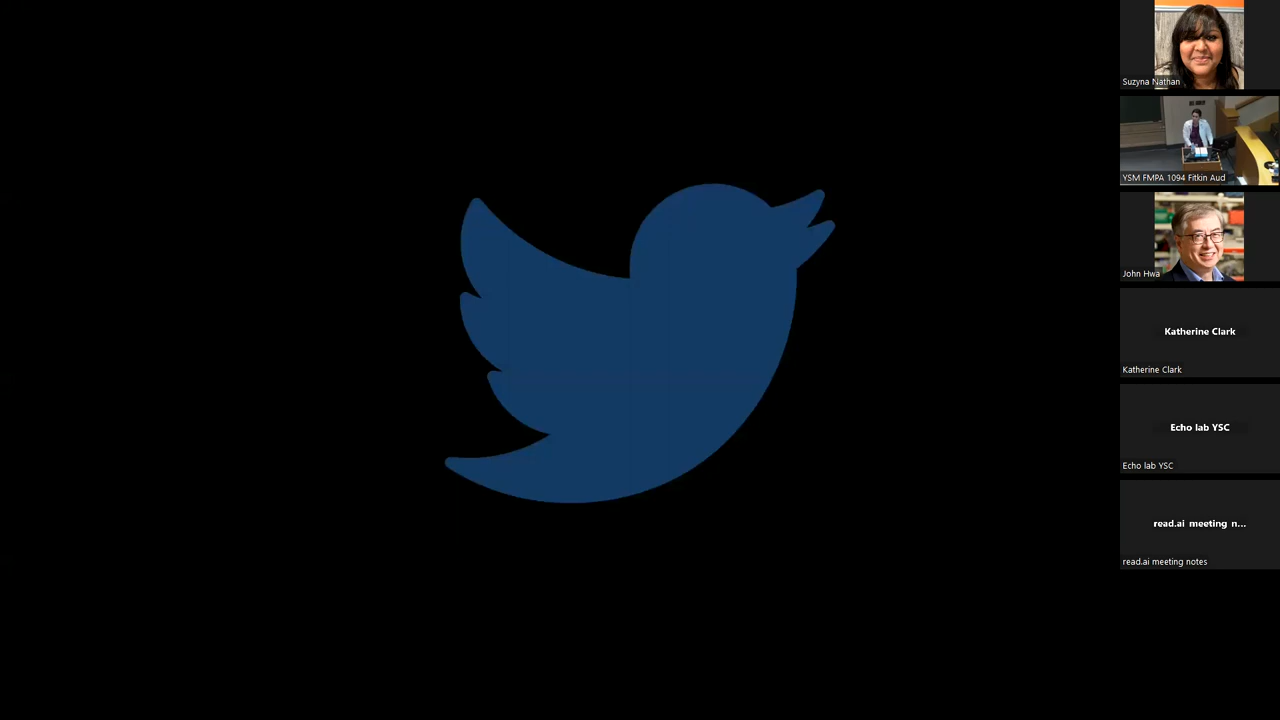 Suzyna Nathan
YSM FMPA 1094 Fitkin Aud
John Hwa
Katherine Clark
Katherine Clark
Echo lab YSC
Echo lab YSC
read.ai meeting n...
read.ai meeting notes